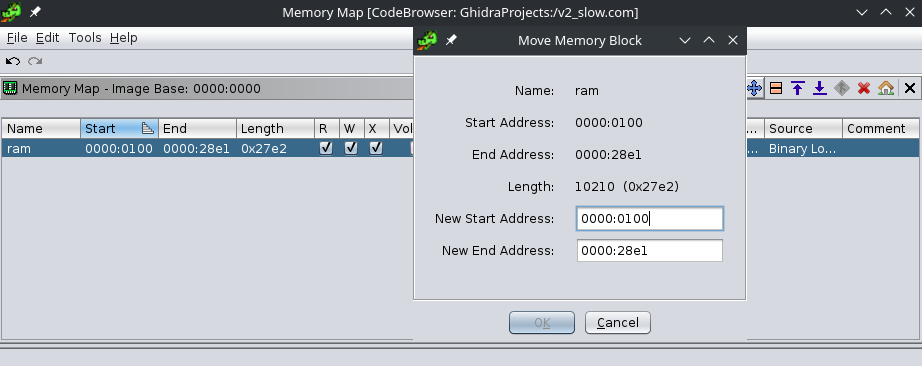 Memory Map [CodeBrowser: GhidraProjects:/v2_slow.com]
File Edit Tools Help
Memory Map - Image Base: 0000:0000
Name Start End Length R W X Vol ... Source Comment
ram 0000:0100 0000:28e1 0x27e2 ... Binary Lo...
Move Memory Block
Name: ram
Start Address: 0000:0100
End Address: 0000:28e1
Length: 10210 (0x27e2)
New Start Address: 0000:0100
New End Address: 0000:28e1
OK Cancel